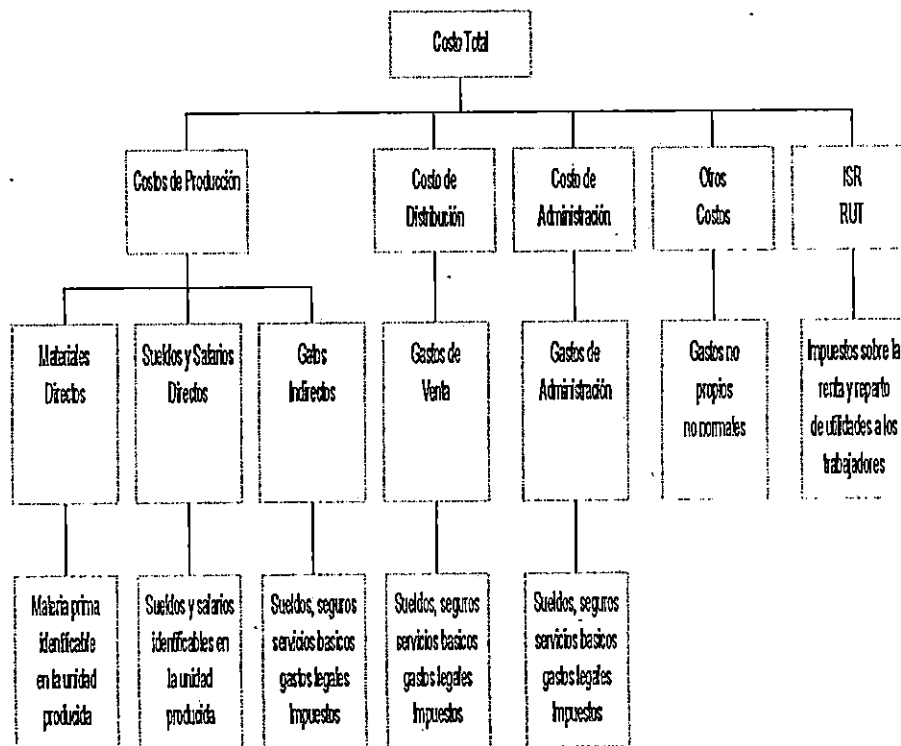 Costo Total
Costos de Producción
Costo de
Distribución
Costo de
Administración
Otros
Costos
ISR
RUT
Materiales
Directos
Sueldos y Salarios
Directos
Gatos
Indirectos
Gastos de
Venta
Gastos de
Administración
Gastos no
propios
no normales
Impuestos sobre la
renta y reparto
de utilidades a los
trabajadores
Materia prima
idenficable
en la unidad
producida
Sueldos y salarios
idenficables en
la unidad
producida
Sueldos, seguros
servicios basicos
gastos legales
Impuestos
Sueldos, seguros
servicios basicos
gastos legales
Impuestos
Sueldos, seguros
servicios basicos
gastos legales
Impuestos